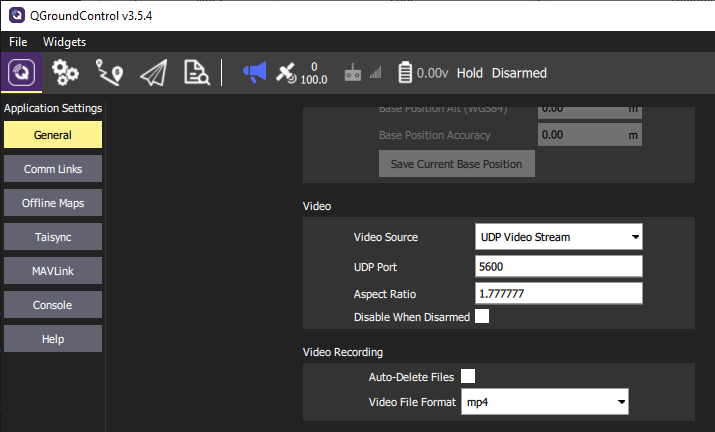 QGroundControl v3.5.4
File Widgets
0
100.0
0.00v Hold Disarmed
Application Settings
General
Comm Links
Offline Maps
Taisync
MAVLink
Console
Help
Base Position Alt (WGS84) 0.00 m
Base Position Accuracy 0.00 m
Save Current Base Position
Video
Video Source UDP Video Stream
UDP Port 5600
Aspect Ratio 1.777777
Disable When Disarmed
Video Recording
Auto-Delete Files
Video File Format mp4